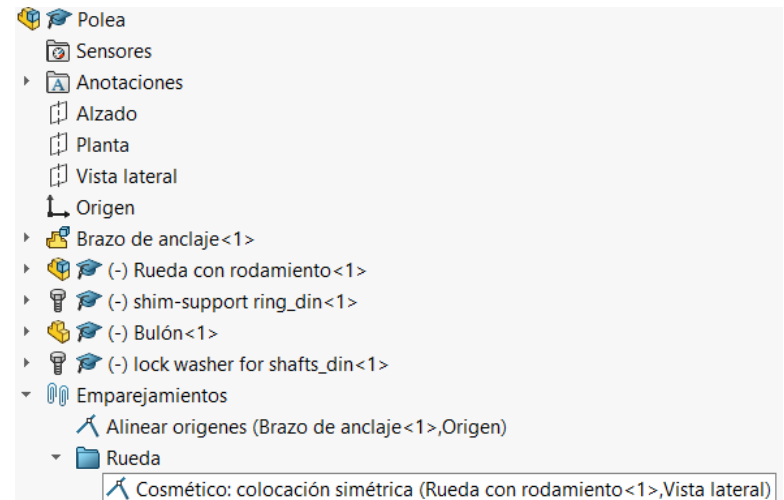 Polea
Sensores
Anotaciones
Alzado
Planta
Vista lateral
Origen
Brazo de anclaje<1>
(-) Rueda con rodamiento<1>
(-) shim-support ring_din<1>
(-) Bulón<1>
(-) lock washer for shafts_din<1>
Emparejamientos
Alinear origenes (Brazo de anclaje<1>,Origen)
Rueda
Cosmético: colocación simétrica (Rueda con rodamiento<1>,Vista lateral)